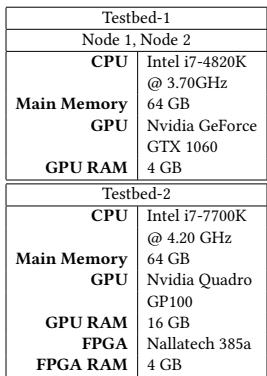 Testbed-1
Node 1, Node 2
CPU Intel i7-4820K
@ 3.70GHz
Main Memory 64 GB
GPU Nvidia GeForce
GTX 1060
GPU RAM 4 GB
Testbed-2
CPU Intel i7-7700K
@ 4.20 GHz
Main Memory 64 GB
GPU Nvidia Quadro
GP100
GPU RAM 16 GB
FPGA Nallatech 385a
FPGA RAM 4 GB